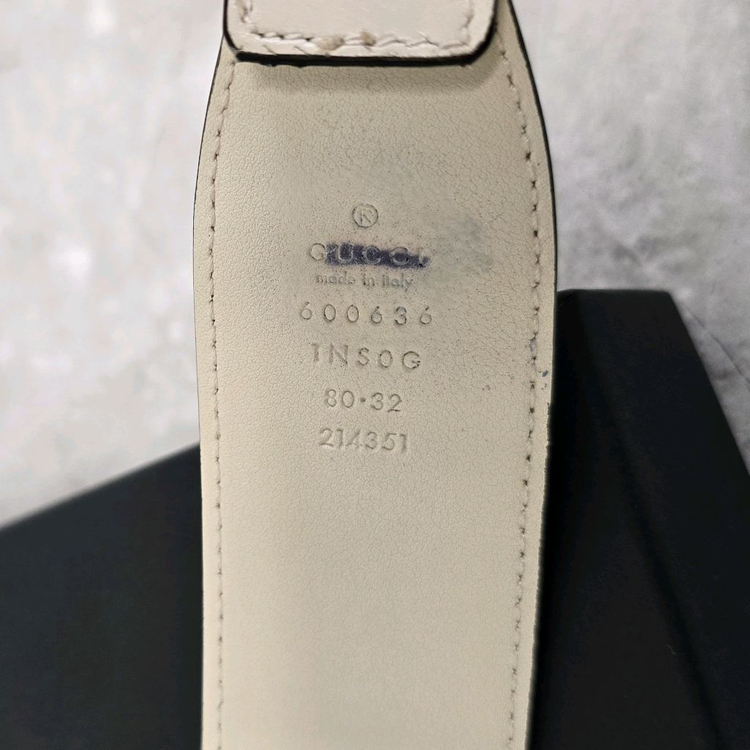 ®
GUCCI
made in italy
600636
1NS0G
80·32
214351